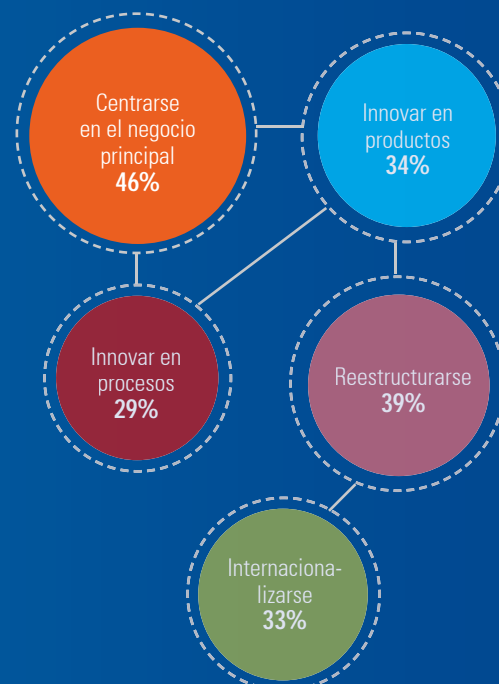 Centrarse
en el negocio
principal
46%
Innovar en
productos
34%
Innovar en
procesos
29%
Reestructurarse
39%
Internaciona-
lizarse
33%